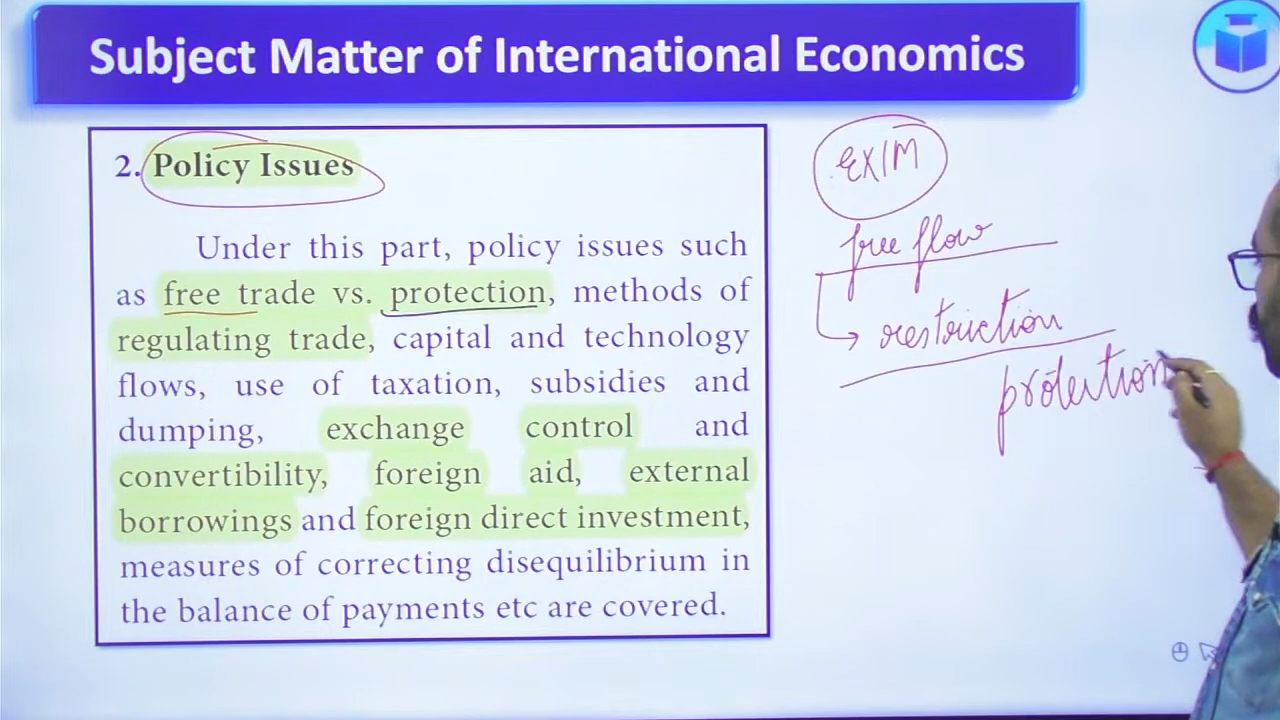 Subject Matter of International Economics
2. Policy Issues
Under this part, policy issues such
as free trade vs. protection, methods of
regulating trade, capital and technology
flows, use of taxation, subsidies and
dumping, exchange control and
convertibility, foreign aid, external
borrowings and foreign direct investment,
measures of correcting disequilibrium in
the balance of payments etc are covered.
EX/M
free flow
restriction
protection